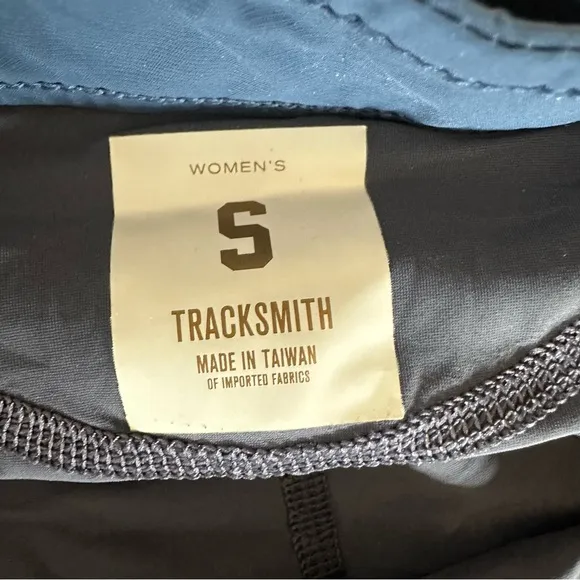 WOMEN'S
S
TRACKSMITH
MADE IN TAIWAN
OF IMPORTED FABRICS